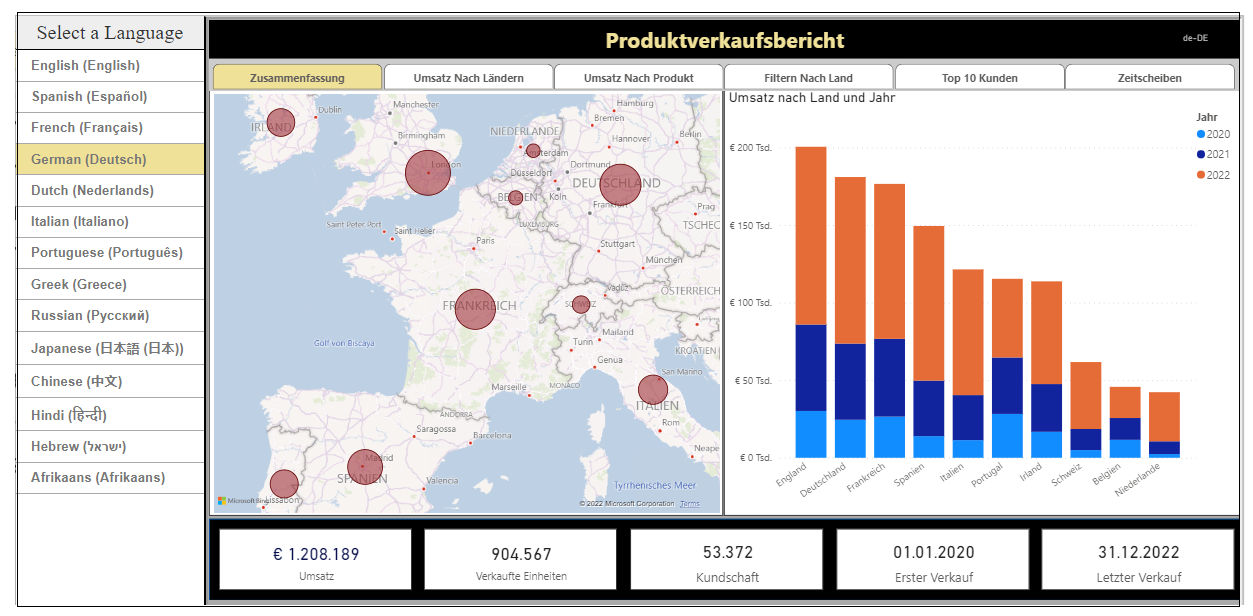 Select a Language
English (English)
Spanish (Español)
French (Français)
German (Deutsch)
Dutch (Nederlands)
Italian (Italiano)
Portuguese (Português)
Greek (Greece)
Russian (Русский)
Japanese (日本語 (日本))
Chinese (中文)
Hindi (हिन्दी)
Hebrew (ישראל)
Afrikaans (Afrikaans)
Produktverkaufsbericht
de-DE
Zusammenfassung
Umsatz Nach Ländern
Umsatz Nach Produkt
Filtern Nach Land
Top 10 Kunden
Zeitscheiben
IRLAND
Dublin
Manchester
Birmingham
London
NIEDERLANDE
Amsterdam
Hamburg
Bremen
Hannover
Berlin
Dortmund
Düsseldorf
DEUTSCHLAND
BELGIEN
Köln
Frankfurt
LUXEMBURG
Prag
TSCHEC
Saint Peter Port
Saint Helier
Paris
Stuttgart
München
Vaduz
ÖSTERREICH
FRANKREICH
SCHWEIZ
Mailand
Turin
KROATIEN
Golf von Biscaya
Genua
San Marino
Marseille
MONACO
ITALIEN
ANDORRA
Rom
Saragossa
Barcelona
Neape
Madrid
SPANIEN
Valencia
Tyrrhenisches Meer
Microsoft Bing
Lissabon
© 2022 Microsoft Corporation
Terms
Umsatz nach Land und Jahr
Jahr
2020
2021
2022
€ 200 Tsd.
€ 150 Tsd.
€ 100 Tsd.
€ 50 Tsd.
€ 0 Tsd.
England
Deutschland
Frankreich
Spanien
Italien
Portugal
Irland
Schweiz
Belgien
Niederlande
€ 1.208.189
Umsatz
904.567
Verkaufte Einheiten
53.372
Kundschaft
01.01.2020
Erster Verkauf
31.12.2022
Letzter Verkauf